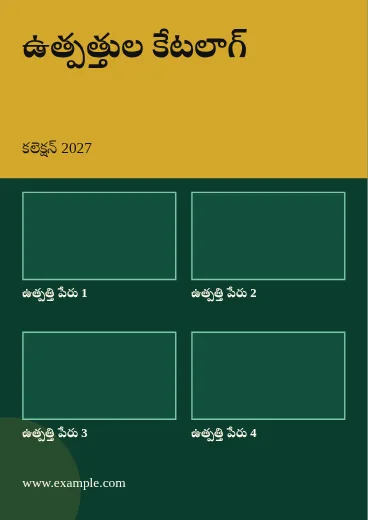 ఉత్పత్తుల కేటలాగ్
కలెక్షన్ 2027
ఉత్పత్తి పేరు 1
ఉత్పత్తి పేరు 2
ఉత్పత్తి పేరు 3
ఉత్పత్తి పేరు 4
www.example.com